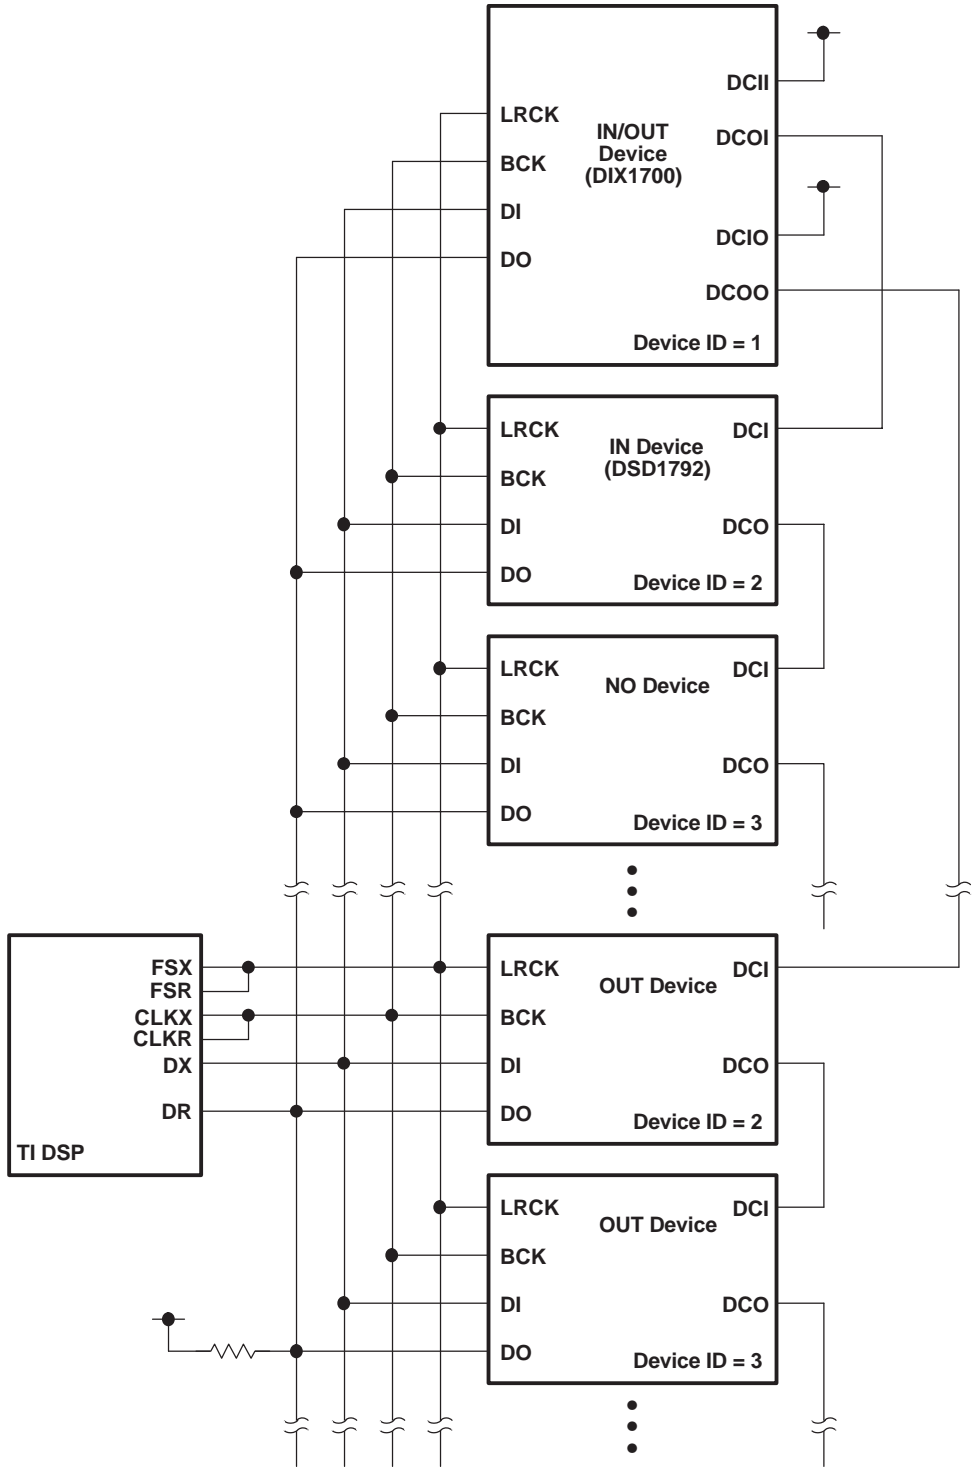 DCII
LRCK
IN/OUT
Device
(DIX1700)
DCOI
BCK
DI
DCIO
DO
DCOO
Device ID = 1
LRCK
IN Device
(DSD1792)
DCI
BCK
DI
DCO
DO
Device ID = 2
LRCK
NO Device
DCI
BCK
DI
DCO
DO
Device ID = 3
FSX
FSR
CLKX
CLKR
DX
DR
TI DSP
LRCK
OUT Device
DCI
BCK
DI
DCO
DO
Device ID = 2
LRCK
OUT Device
DCI
BCK
DI
DCO
DO
Device ID = 3